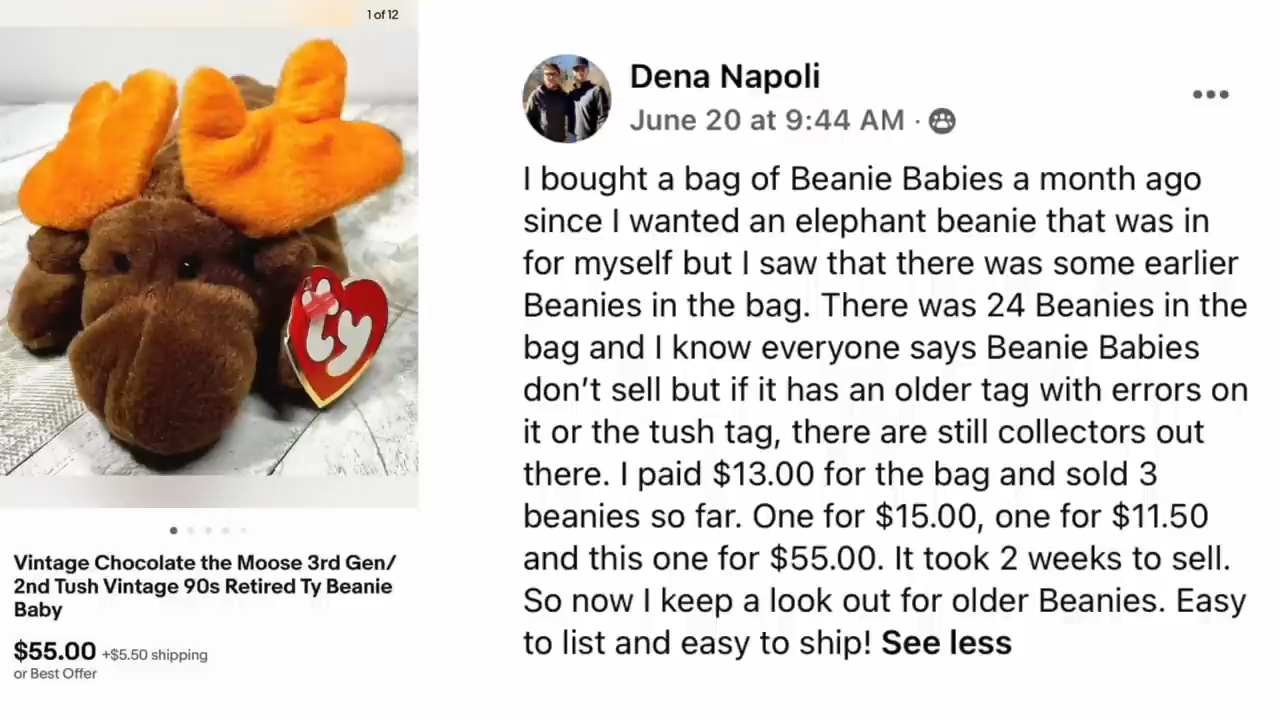 1 of 12
ty
Vintage Chocolate the Moose 3rd Gen/
2nd Tush Vintage 90s Retired Ty Beanie
Baby
$55.00 +$5.50 shipping
or Best Offer
Dena Napoli
June 20 at 9:44 AM ·
I bought a bag of Beanie Babies a month ago
since I wanted an elephant beanie that was in
for myself but I saw that there was some earlier
Beanies in the bag. There was 24 Beanies in the
bag and I know everyone says Beanie Babies
don't sell but if it has an older tag with errors on
it or the tush tag, there are still collectors out
there. I paid $13.00 for the bag and sold 3
beanies so far. One for $15.00, one for $11.50
and this one for $55.00. It took 2 weeks to sell.
So now I keep a look out for older Beanies. Easy
to list and easy to ship! See less